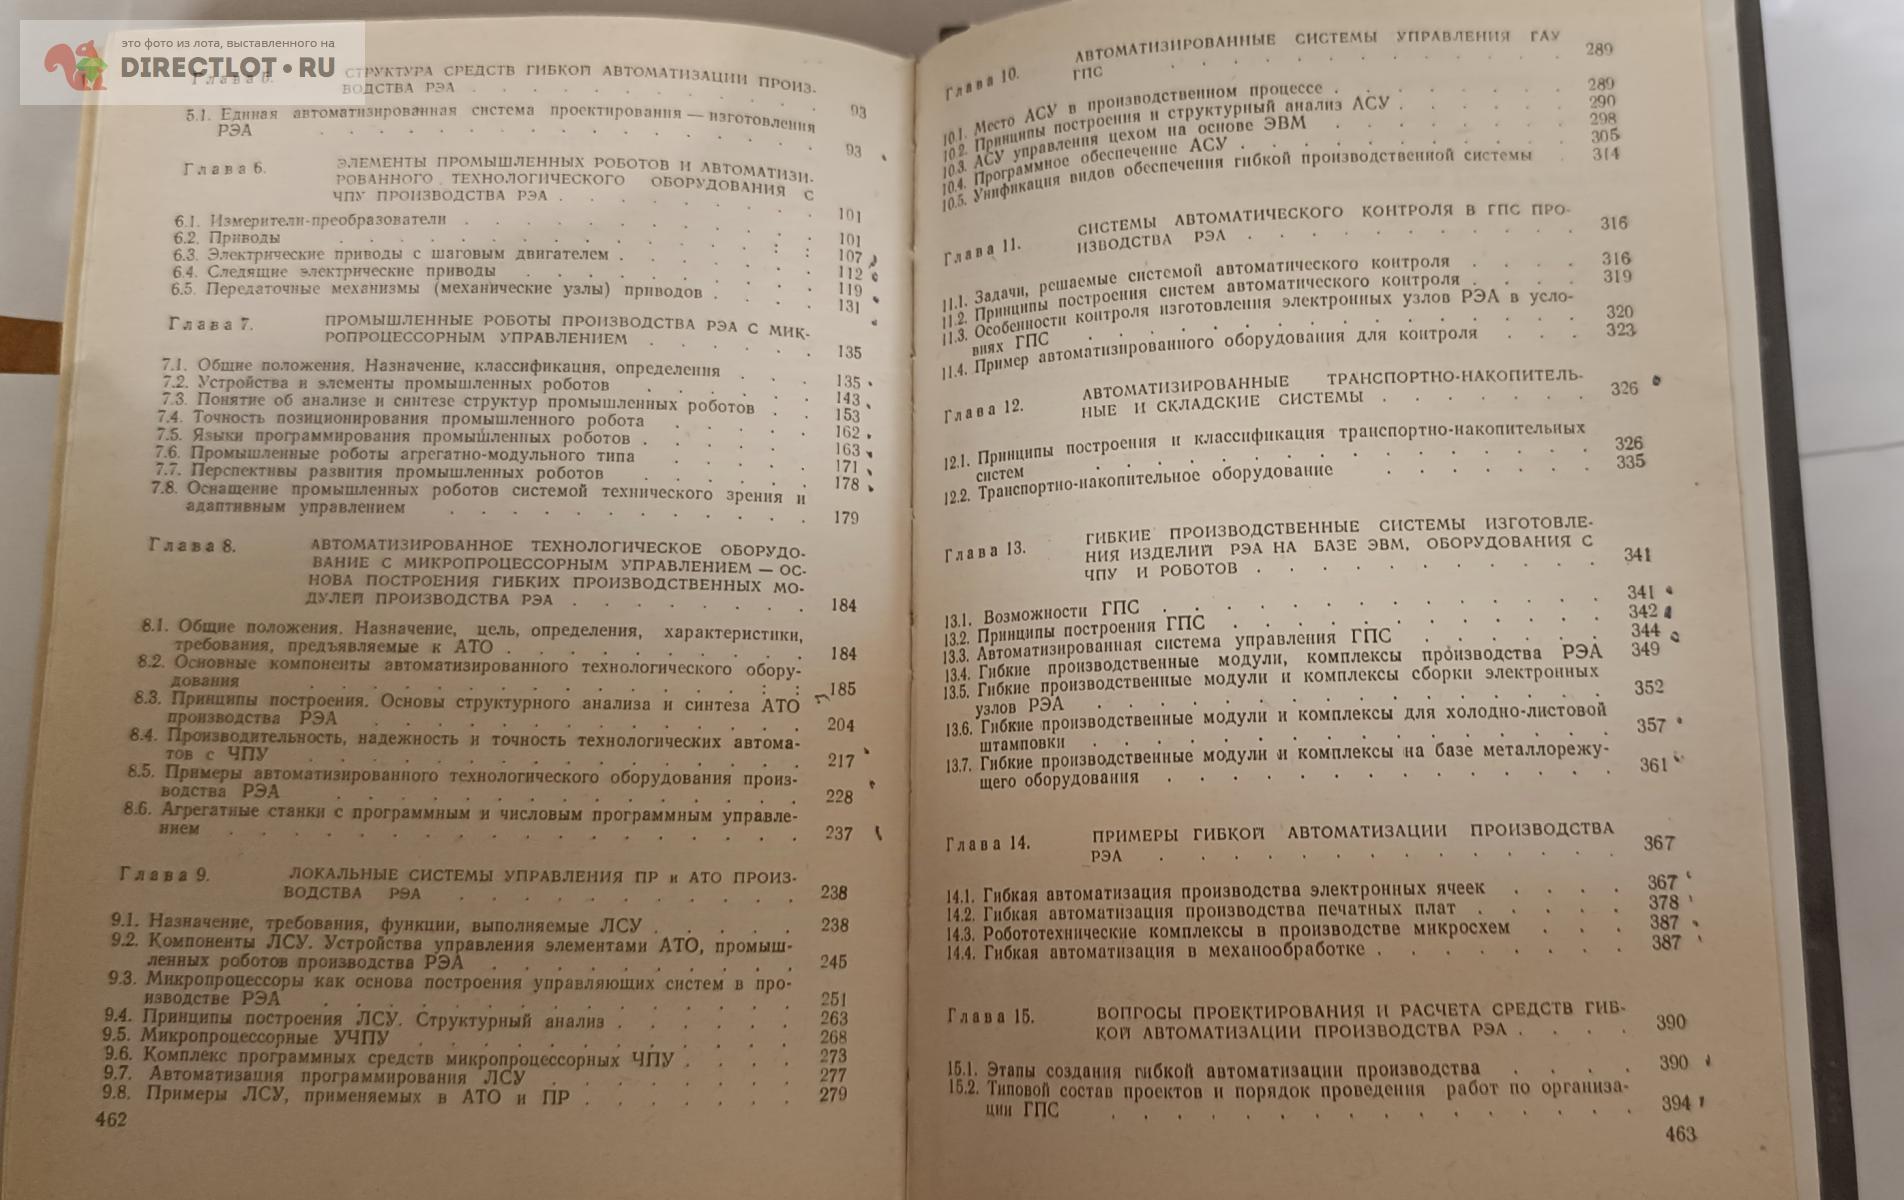 это фото из лота, выставленного на
DIRECTLOT•RU
Глава 5. СТРУКТУРА СРЕДСТВ ГИБКОЙ АВТОМАТИЗАЦИИ ПРОИЗ-
ВОДСТВА РЭА . . . . . . . . . . 93
5.1. Единая автоматизированная система проектирования — изготовления
РЭА . . . . . . . . . . 93
Глава 6. ЭЛЕМЕНТЫ ПРОМЫШЛЕННЫХ РОБОТОВ И АВТОМАТИЗИ-
РОВАННОГО ТЕХНОЛОГИЧЕСКОГО ОБОРУДОВАНИЯ С
ЧПУ ПРОИЗВОДСТВА РЭА . . . . . . . 101
6.1. Измерители-преобразователи . . . . . . . . 101
6.2. Приводы . . . . . . . . . . 107
6.3. Электрические приводы с шаговым двигателем . . . . 112
6.4. Следящие электрические приводы . . . . . . . 119
6.5. Передаточные механизмы (механические узлы) приводов . . . 131
Глава 7. ПРОМЫШЛЕННЫЕ РОБОТЫ ПРОИЗВОДСТВА РЭА С МИК-
РОПРОЦЕССОРНЫМ УПРАВЛЕНИЕМ . . . . . 135
7.1. Общие положения. Назначение, классификация, определения . . . 135
7.2. Устройства и элементы промышленных роботов . . . . . 143
7.3. Понятие об анализе и синтезе структур промышленных роботов . . 153
7.4. Точность позиционирования промышленного робота . . . . 162
7.5. Языки программирования промышленных роботов . . . . 163
7.6. Промышленные роботы агрегатно-модульного типа . . . . 171
7.7. Перспективы развития промышленных роботов . . . . . 178
7.8. Оснащение промышленных роботов системой технического зрения и
адаптивным управлением . . . . . . . . . . 179
Глава 8. АВТОМАТИЗИРОВАННОЕ ТЕХНОЛОГИЧЕСКОЕ ОБОРУДО-
ВАНИЕ С МИКРОПРОЦЕССОРНЫМ УПРАВЛЕНИЕМ — ОС-
НОВА ПОСТРОЕНИЯ ГИБКИХ ПРОИЗВОДСТВЕННЫХ МО-
ДУЛЕЙ ПРОИЗВОДСТВА РЭА . . . . . . . 184
8.1. Общие положения. Назначение, цель, определения, характеристики,
требования, предъявляемые к АТО . . . . . . . . 184
8.2. Основные компоненты автоматизированного технологического обору-
дования . . . . . . . . . . 185
8.3. Принципы построения. Основы структурного анализа и синтеза АТО
производства РЭА . . . . . . . . . . 204
8.4. Производительность, надежность и точность технологических автома-
тов с ЧПУ . . . . . . . . . . 217
8.5. Примеры автоматизированного технологического оборудования произ-
водства РЭА . . . . . . . . . . 228
8.6. Агрегатные станки с программным и числовым программным управле-
нием . . . . . . . . . . 237
Глава 9. ЛОКАЛЬНЫЕ СИСТЕМЫ УПРАВЛЕНИЯ ПР и АТО ПРОИЗ-
ВОДСТВА РЭА . . . . . . . . . 238
9.1. Назначение, требования, функции, выполняемые ЛСУ . . . . . 238
9.2. Компоненты ЛСУ. Устройства управления элементами АТО, промыш-
ленных роботов производства РЭА . . . . . . . . 245
9.3. Микропроцессоры как основа построения управляющих систем в про-
изводстве РЭА . . . . . . . . . . 251
9.4. Принципы построения ЛСУ. Структурный анализ . . . . . 263
9.5. Микропроцессорные УЧПУ . . . . . . . . . 268
9.6. Комплекс программных средств микропроцессорных ЧПУ . . . . 273
9.7. Автоматизация программирования ЛСУ . . . . . . . 277
9.8. Примеры ЛСУ, применяемых в АТО и ПР . . . . . . 279
462
Глава 10. АВТОМАТИЗИРОВАННЫЕ СИСТЕМЫ УПРАВЛЕНИЯ ГАУ
ГПС . . . . . . . . . . 289
10.1. Место АСУ в производственном процессе . . . . . . . 289
10.2. Принципы построения и структурный анализ АСУ . . . . . 290
10.3. АСУ управления цехом на основе ЭВМ . . . . . . . 298
10.4. Программное обеспечение АСУ . . . . . . . . 305
10.5. Унификация видов обеспечения гибкой производственной системы . 314
Глава 11. СИСТЕМЫ АВТОМАТИЧЕСКОГО КОНТРОЛЯ В ГПС ПРО-
ИЗВОДСТВА РЭА . . . . . . . . . 316
11.1. Задачи, решаемые системой автоматического контроля . . . . 316
11.2. Принципы построения систем автоматического контроля . . . . 319
11.3. Особенности контроля изготовления электронных узлов РЭА в усло-
виях ГПС . . . . . . . . . . 320
11.4. Пример автоматизированного оборудования для контроля . . . 323
Глава 12. АВТОМАТИЗИРОВАННЫЕ ТРАНСПОРТНО-НАКОПИТЕЛЬ-
НЫЕ И СКЛАДСКИЕ СИСТЕМЫ . . . . . . 326
12.1. Принципы построения и классификация транспортно-накопительных
систем . . . . . . . . . . 326
12.2. Транспортно-накопительное оборудование . . . . . . 335
Глава 13. ГИБКИЕ ПРОИЗВОДСТВЕННЫЕ СИСТЕМЫ ИЗГОТОВЛЕ-
НИЯ ИЗДЕЛИЙ РЭА НА БАЗЕ ЭВМ, ОБОРУДОВАНИЯ С
ЧПУ И РОБОТОВ . . . . . . . . . 341
13.1. Возможности ГПС . . . . . . . . . . 341
13.2. Принципы построения ГПС . . . . . . . . . 342
13.3. Автоматизированная система управления ГПС . . . . . . 344
13.4. Гибкие производственные модули, комплексы производства РЭА 349
13.5. Гибкие производственные модули и комплексы сборки электронных
узлов РЭА . . . . . . . . . . 352
13.6. Гибкие производственные модули и комплексы для холодно-листовой
штамповки . . . . . . . . . . 357
13.7. Гибкие производственные модули и комплексы на базе металлорежу-
щего оборудования . . . . . . . . . . 361
Глава 14. ПРИМЕРЫ ГИБКОЙ АВТОМАТИЗАЦИИ ПРОИЗВОДСТВА
РЭА . . . . . . . . . . 367
14.1. Гибкая автоматизация производства электронных ячеек . . . . 367
14.2. Гибкая автоматизация производства печатных плат . . . . . 378
14.3. Робототехнические комплексы в производстве микросхем . . . 387
14.4. Гибкая автоматизация в механообработке . . . . . . . 387
Глава 15. ВОПРОСЫ ПРОЕКТИРОВАНИЯ И РАСЧЕТА СРЕДСТВ ГИБ-
КОЙ АВТОМАТИЗАЦИИ ПРОИЗВОДСТВА РЭА . . . . 390
15.1. Этапы создания гибкой автоматизации производства . . . . 390
15.2. Типовой состав проектов и порядок проведения работ по организа-
ции ГПС . . . . . . . . . . 394
463